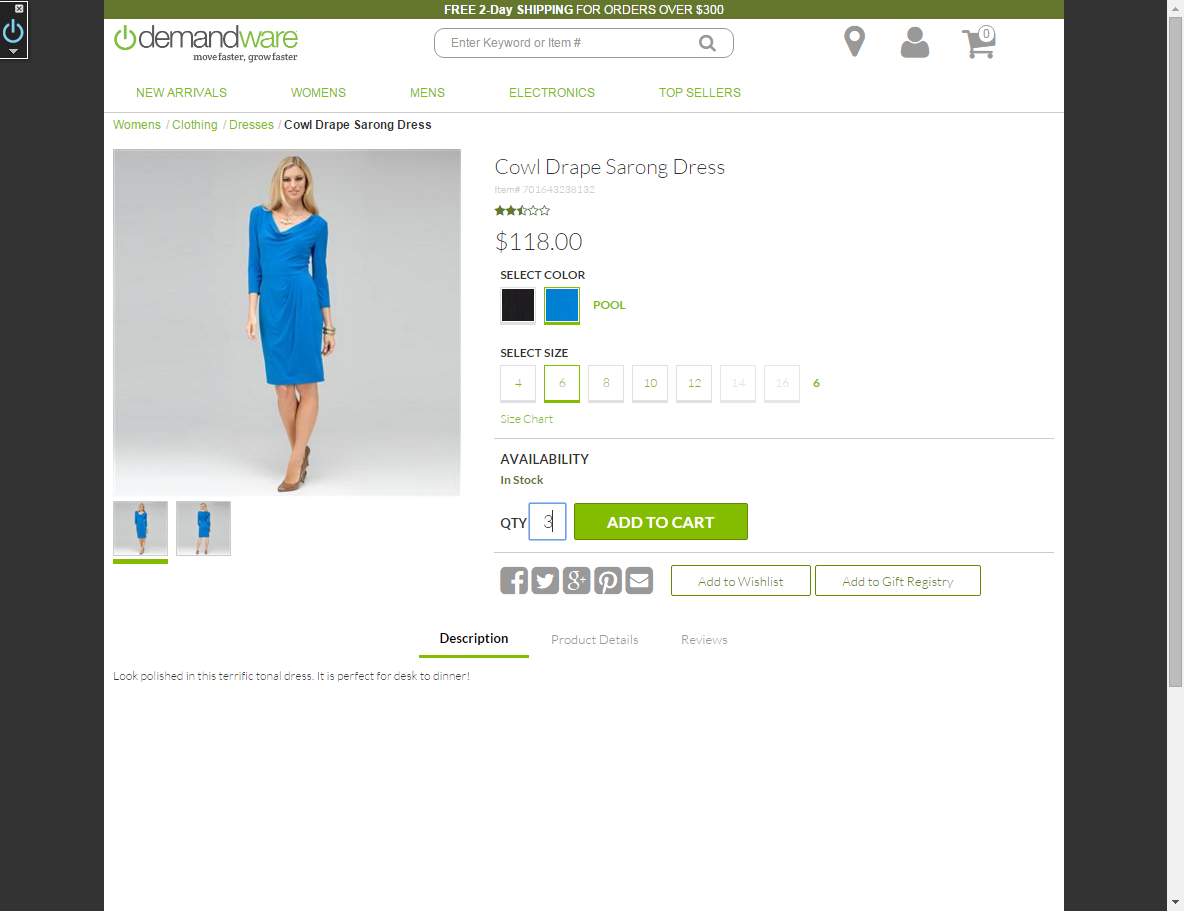 FREE 2-Day SHIPPING FOR ORDERS OVER $300
demandware
move faster, grow faster
Enter Keyword or Item #
0
NEW ARRIVALS WOMENS MENS ELECTRONICS TOP SELLERS
Womens / Clothing / Dresses / Cowl Drape Sarong Dress
Cowl Drape Sarong Dress
Item# 701643238132
$118.00
SELECT COLOR
POOL
SELECT SIZE
4 6 8 10 12 14 16 6
Size Chart
AVAILABILITY
In Stock
QTY 3 ADD TO CART
Add to Wishlist Add to Gift Registry
Description Product Details Reviews
Look polished in this terrific tonal dress. It is perfect for desk to dinner!